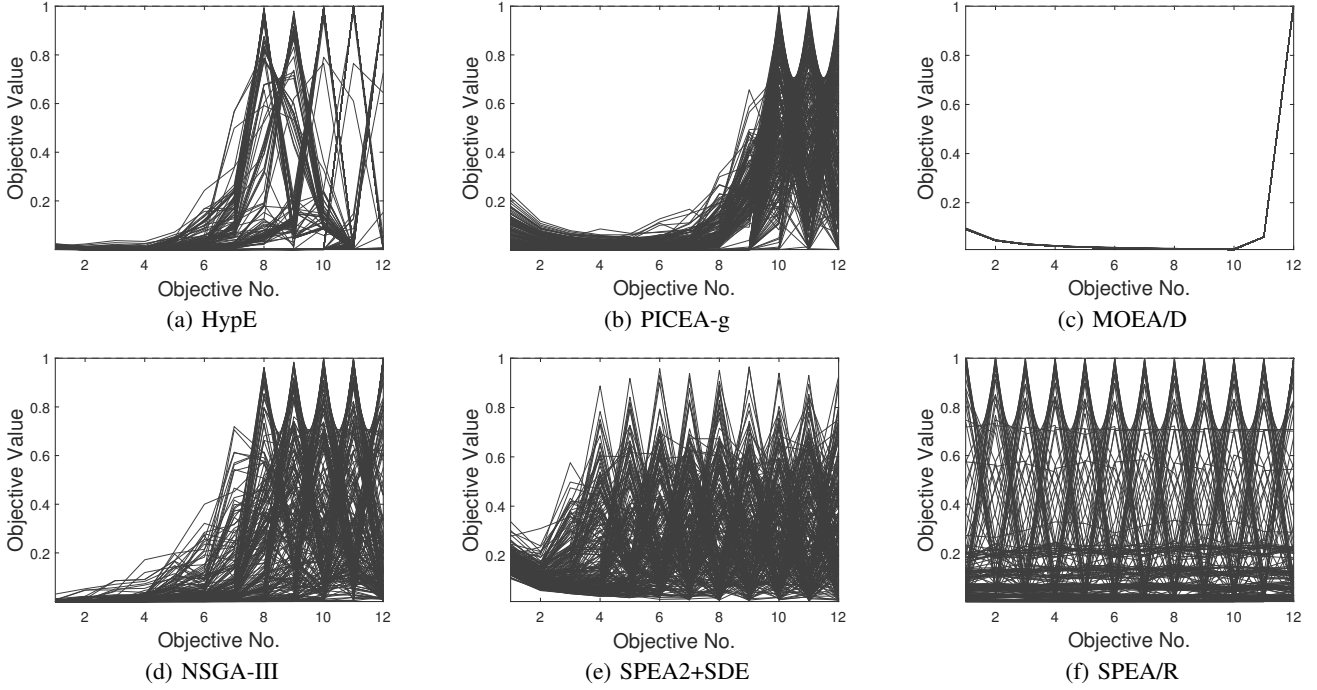 1
0.8
0.6
0.4
0.2
2 4 6 8 10 12
Objective Value
Objective No.
(a) HypE
1
0.8
0.6
0.4
0.2
2 4 6 8 10 12
Objective Value
Objective No.
(b) PICEA-g
1
0.8
0.6
0.4
0.2
2 4 6 8 10 12
Objective Value
Objective No.
(c) MOEA/D
1
0.8
0.6
0.4
0.2
2 4 6 8 10 12
Objective Value
Objective No.
(d) NSGA-III
1
0.8
0.6
0.4
0.2
2 4 6 8 10 12
Objective Value
Objective No.
(e) SPEA2+SDE
1
0.8
0.6
0.4
0.2
2 4 6 8 10 12
Objective Value
Objective No.
(f) SPEA/R